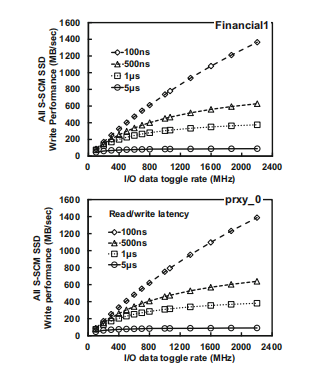 Financial1
All S-SCM SSD
Write Performance (MB/sec)
1600
1400
1200
1000
800
600
400
200
0
100ns
500ns
1μs
5μs
0 400 800 1200 1600 2000 2400
I/O data toggle rate (MHz)
prxy_0
All S-SCM SSD
Write performance (MB/sec)
1600
1400
1200
1000
800
600
400
200
0
Read/write latency
100ns
500ns
1μs
5μs
0 400 800 1200 1600 2000 2400
I/O data toggle rate (MHz)